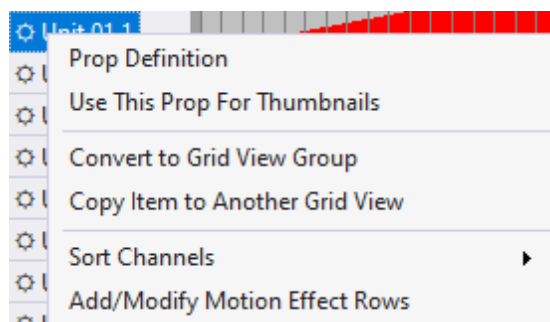 Unit 01.1
Prop Definition
Use This Prop For Thumbnails
Convert to Grid View Group
Copy Item to Another Grid View
Sort Channels
Add/Modify Motion Effect Rows